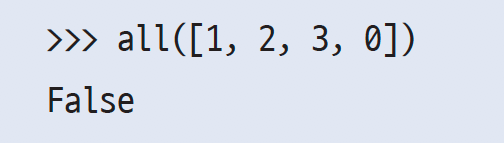 >>> all([1, 2, 3, 0])
False